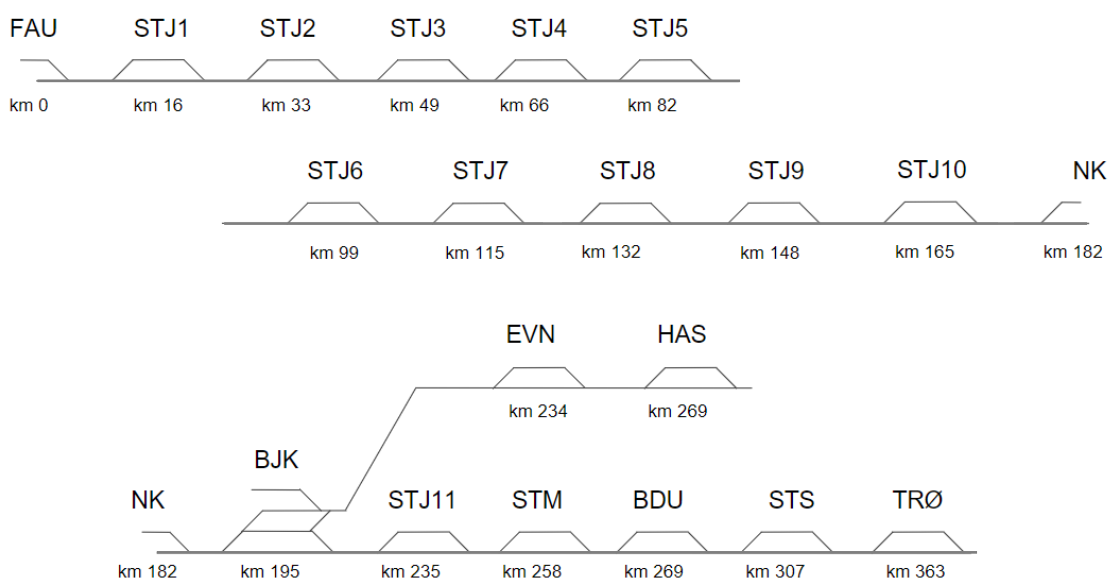 FAU STJ1 STJ2 STJ3 STJ4 STJ5
km 0 km 16 km 33 km 49 km 66 km 82
STJ6 STJ7 STJ8 STJ9 STJ10 NK
km 99 km 115 km 132 km 148 km 165 km 182
EVN HAS
km 234 km 269
BJK
NK STJ11 STM BDU STS TRØ
km 182 km 195 km 235 km 258 km 269 km 307 km 363